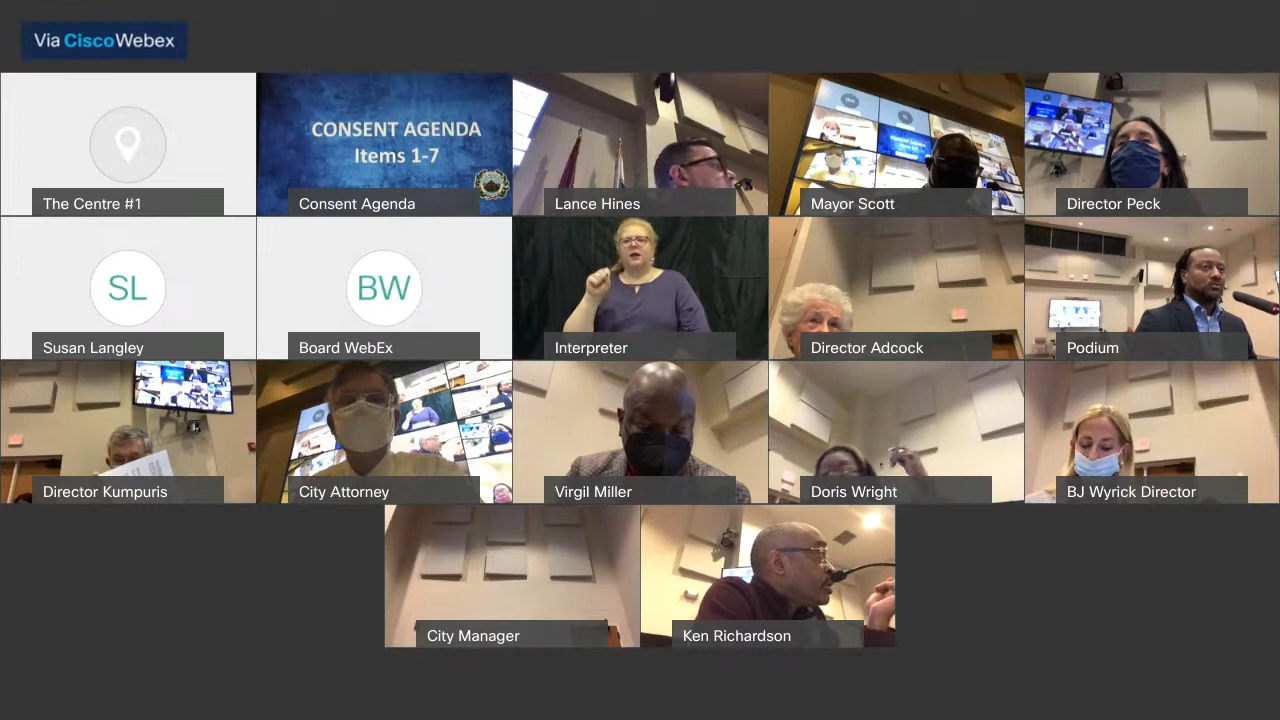 Via Cisco Webex
The Centre #1
CONSENT AGENDA
Items 1-7
Consent Agenda
Lance Hines
Mayor Scott
Director Peck
SL
Susan Langley
BW
Board WebEx
Interpreter
Director Adcock
Podium
Director Kumpuris
City Attorney
Virgil Miller
Doris Wright
BJ Wyrick Director
City Manager
Ken Richardson